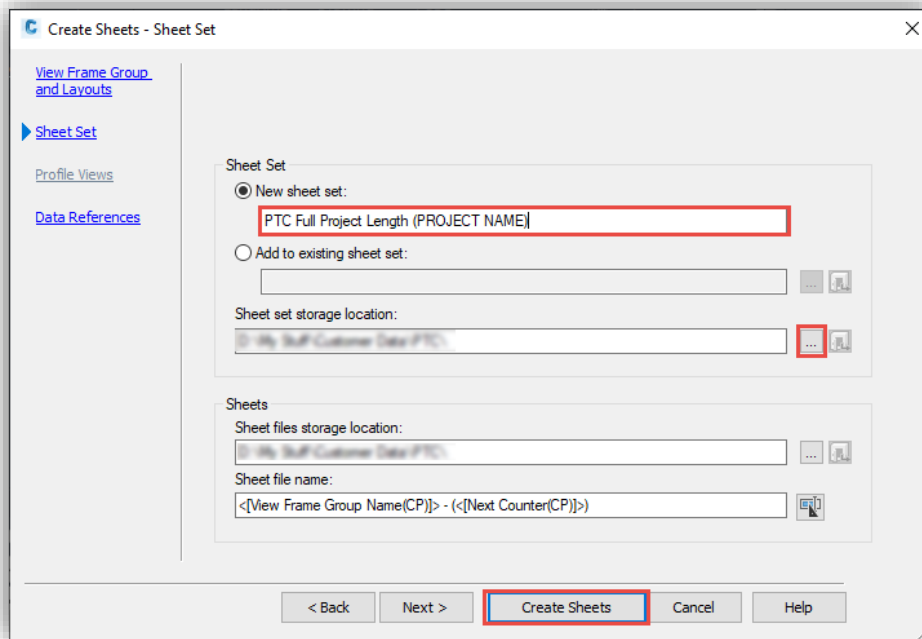 Create Sheets - Sheet Set
View Frame Group
and Layouts
Sheet Set
Profile Views
Data References
Sheet Set
New sheet set:
PTC Full Project Length (PROJECT NAME)
Add to existing sheet set:
...
Sheet set storage location:
...
Sheets
Sheet files storage location:
...
Sheet file name:
<[View Frame Group Name(CP)]> - (<[Next Counter(CP)]>)
< Back
Next >
Create Sheets
Cancel
Help